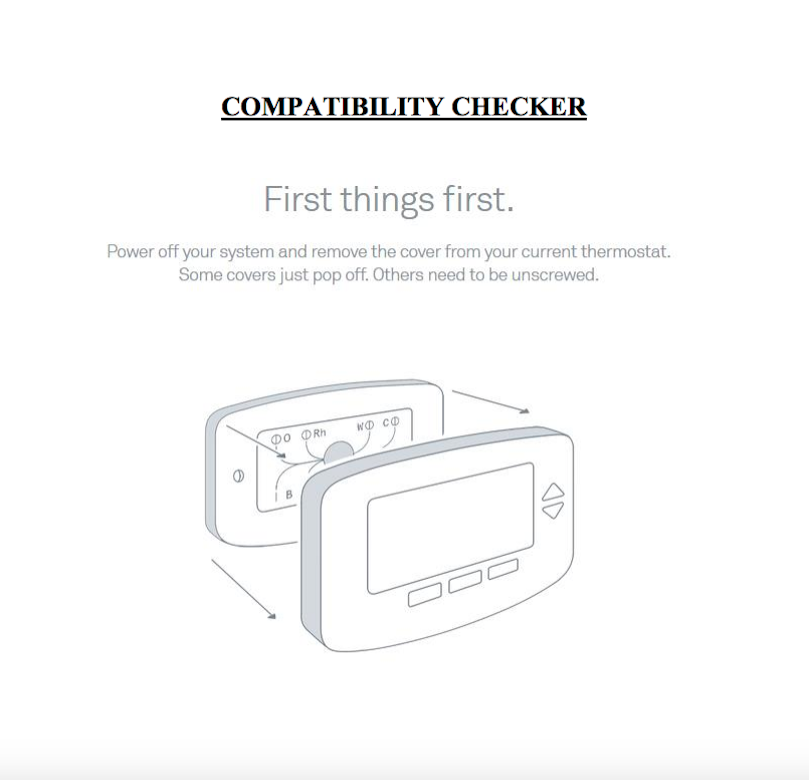 COMPATIBILITY CHECKER
First things first.
Power off your system and remove the cover from your current thermostat.
Some covers just pop off. Others need to be unscrewed.
O Rh W C
B